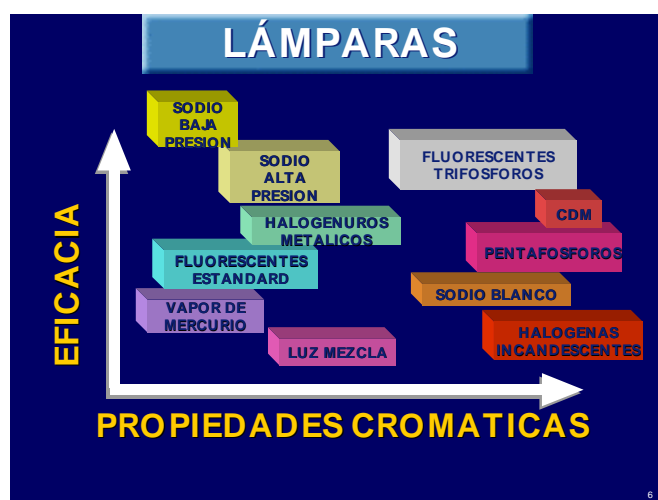 LÁMPARAS
SODIO
BAJA
PRESION
SODIO
ALTA
PRESION
FLUORESCENTES
TRIFOSFOROS
CDM
HALOGENUROS
METALICOS
PENTAFOSFOROS
FLUORESCENTES
ESTANDARD
SODIO BLANCO
VAPOR DE
MERCURIO
HALOGENAS
INCANDESCENTES
LUZ MEZCLA
EFICACIA
PROPIEDADES CROMATICAS
6